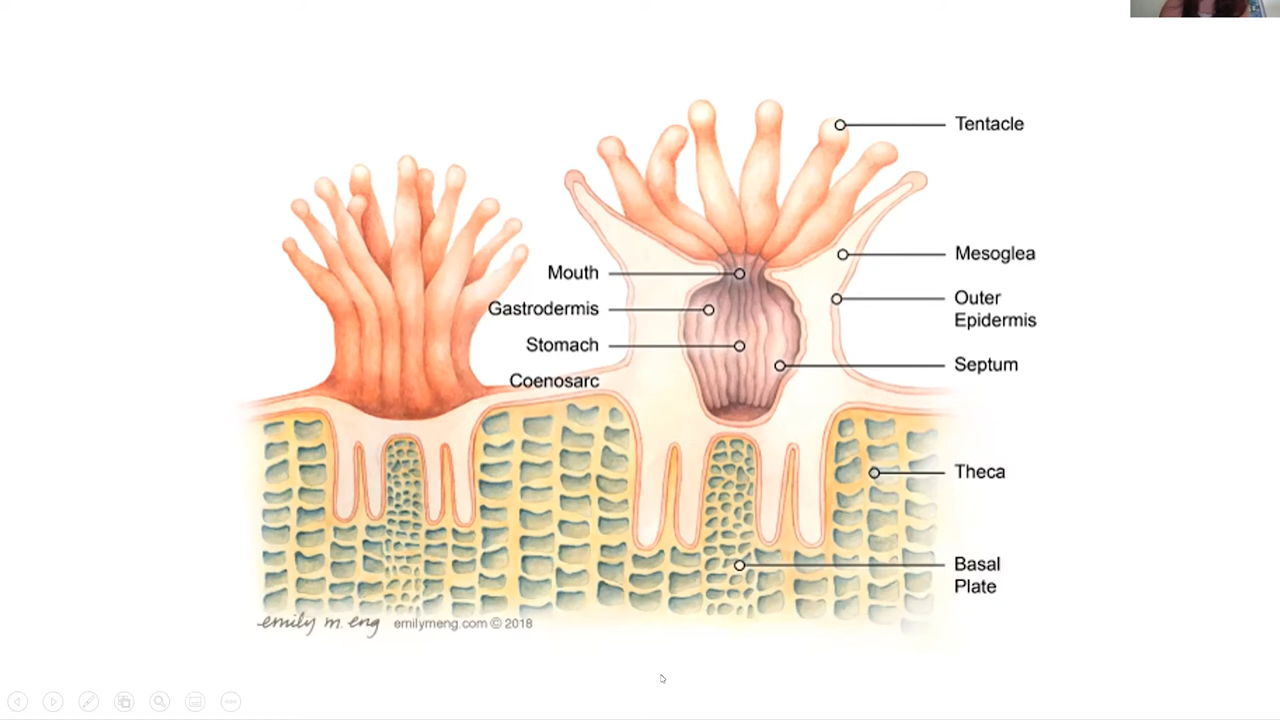 Tentacle
Mesoglea
Mouth
Outer
Epidermis
Gastrodermis
Stomach
Septum
Coenosarc
Theca
Basal
Plate
emily m. eng
emilymeng.com © 2018